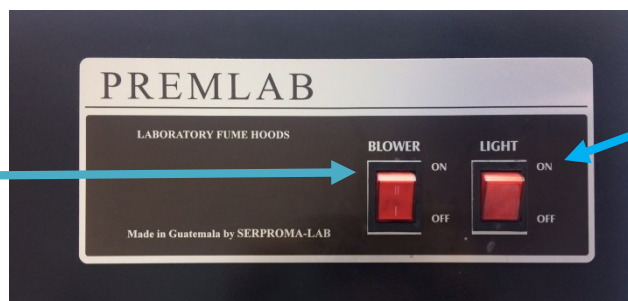 PREMLAB
LABORATORY FUME HOODS
BLOWER
LIGHT
ON
ON
OFF
OFF
Made in Guatemala by SERPROMA-LAB